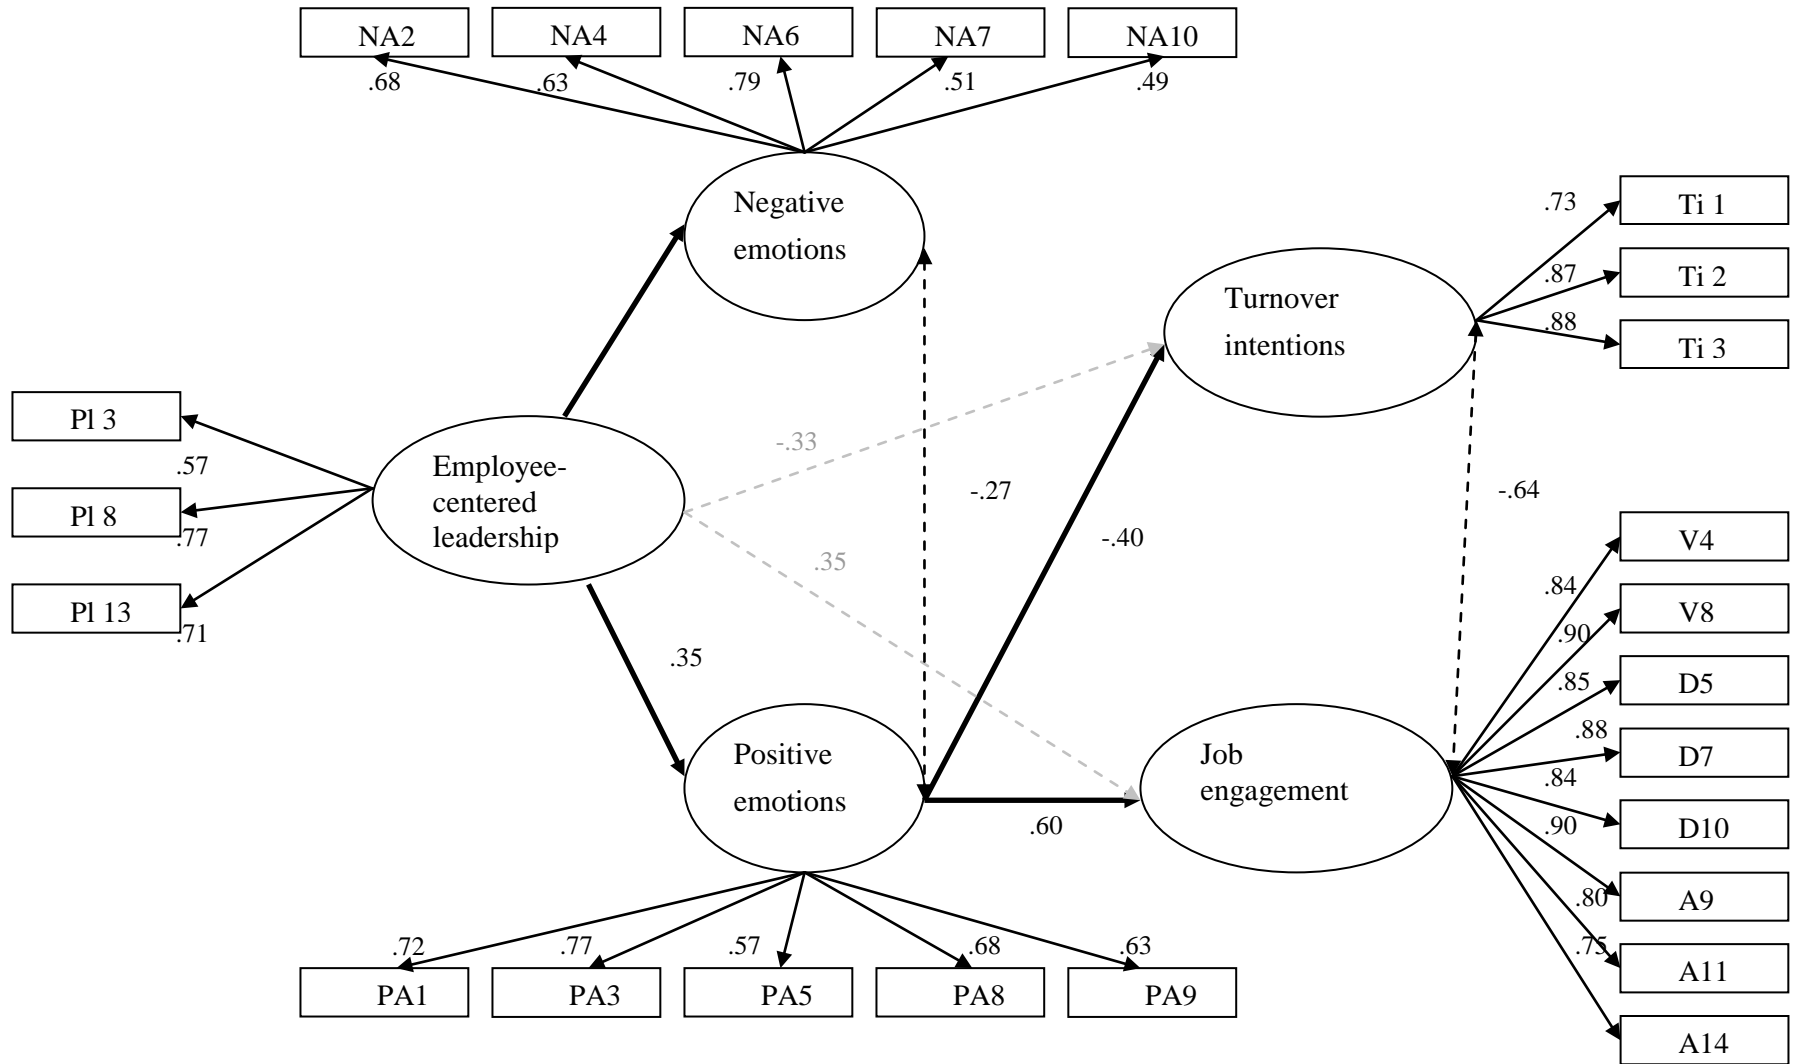 NA2
NA4
NA6
NA7
NA10
.68
.63
.79
.51
.49
Negative
emotions
.73
Ti 1
.87
Ti 2
.88
Ti 3
Turnover
intentions
Pl 3
.57
Pl 8
.77
Pl 13
.71
Employee-
centered
leadership
-.33
-.27
-.40
-.64
.35
.35
V4
.84
V8
.90
D5
.85
D7
.88
D10
.84
A9
.90
A11
.80
A14
.75
Positive
emotions
Job
engagement
.60
.72
.77
.57
.68
.63
PA1
PA3
PA5
PA8
PA9